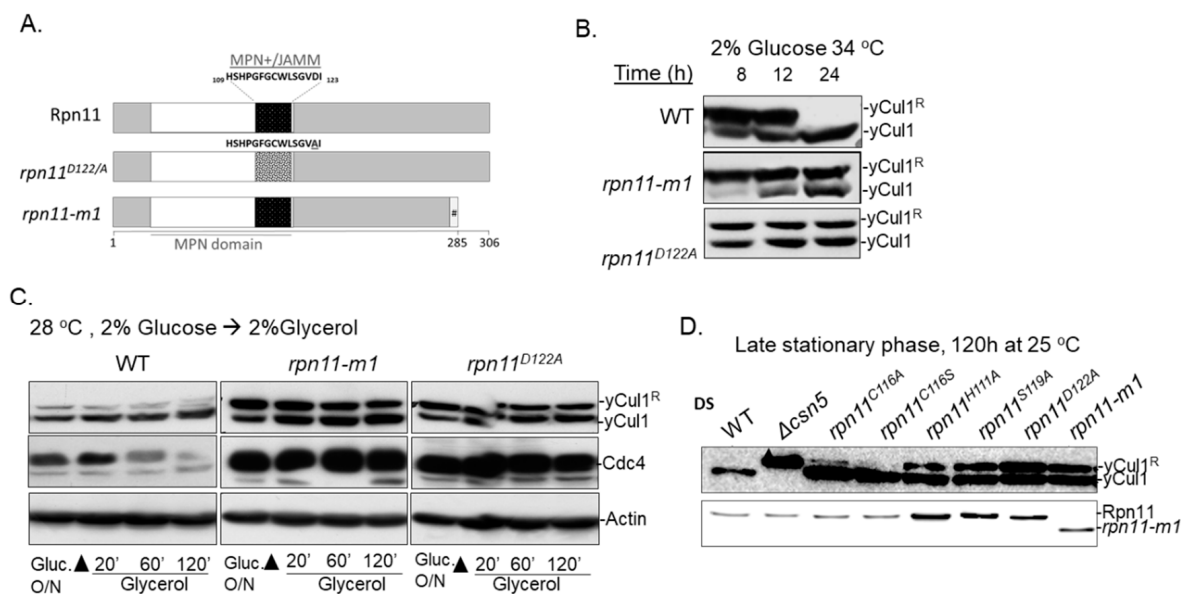 A.
MPN+/JAMM
109 HSHPGFGCWLSGVDI 123
Rpn11
HSHPGFGCWLSGVAI
rpn11D122/A
rpn11-m1
#
1 285 306
MPN domain
B.
2% Glucose 34 oC
Time (h) 8 12 24
WT
-yCul1R
-yCul1
rpn11-m1
-yCul1R
-yCul1
rpn11D122A
-yCul1R
-yCul1
C.
28 oC , 2% Glucose → 2%Glycerol
WT rpn11-m1 rpn11D122A
-yCul1R
-yCul1
-Cdc4
-Actin
Gluc. ▲ 20’ 60’ 120’ Gluc. ▲ 20’ 60’ 120’ Gluc. ▲ 20’ 60’ 120’
O/N Glycerol O/N Glycerol O/N Glycerol
D.
Late stationary phase, 120h at 25 oC
DS WT Δcsn5 rpn11C116A rpn11C116S rpn11H111A rpn11S119A rpn11D122A rpn11-m1
-yCul1R
-yCul1
-Rpn11
-rpn11-m1